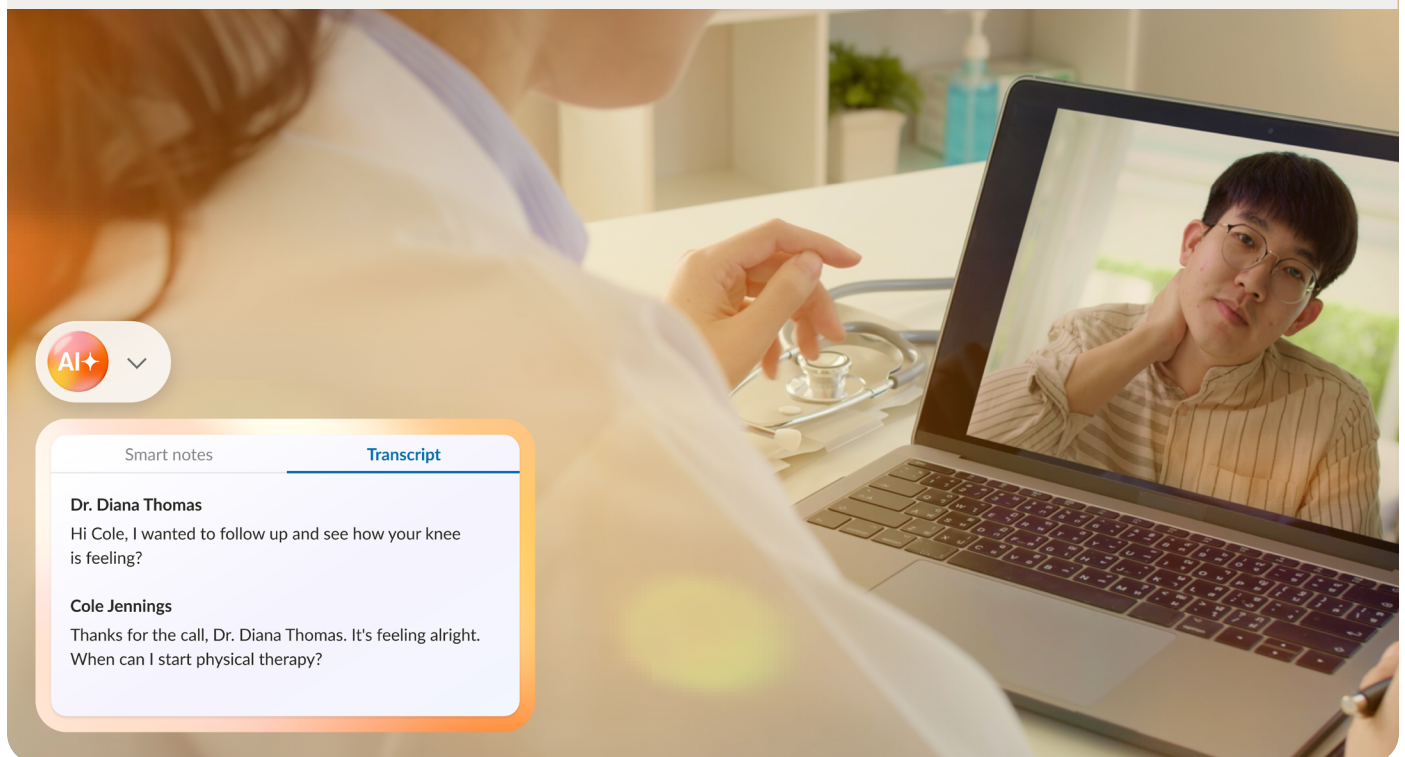 AI
Smart notes
Transcript
Dr. Diana Thomas
Hi Cole, I wanted to follow up and see how your knee
is feeling?
Cole Jennings
Thanks for the call, Dr. Diana Thomas. It's feeling alright.
When can I start physical therapy?